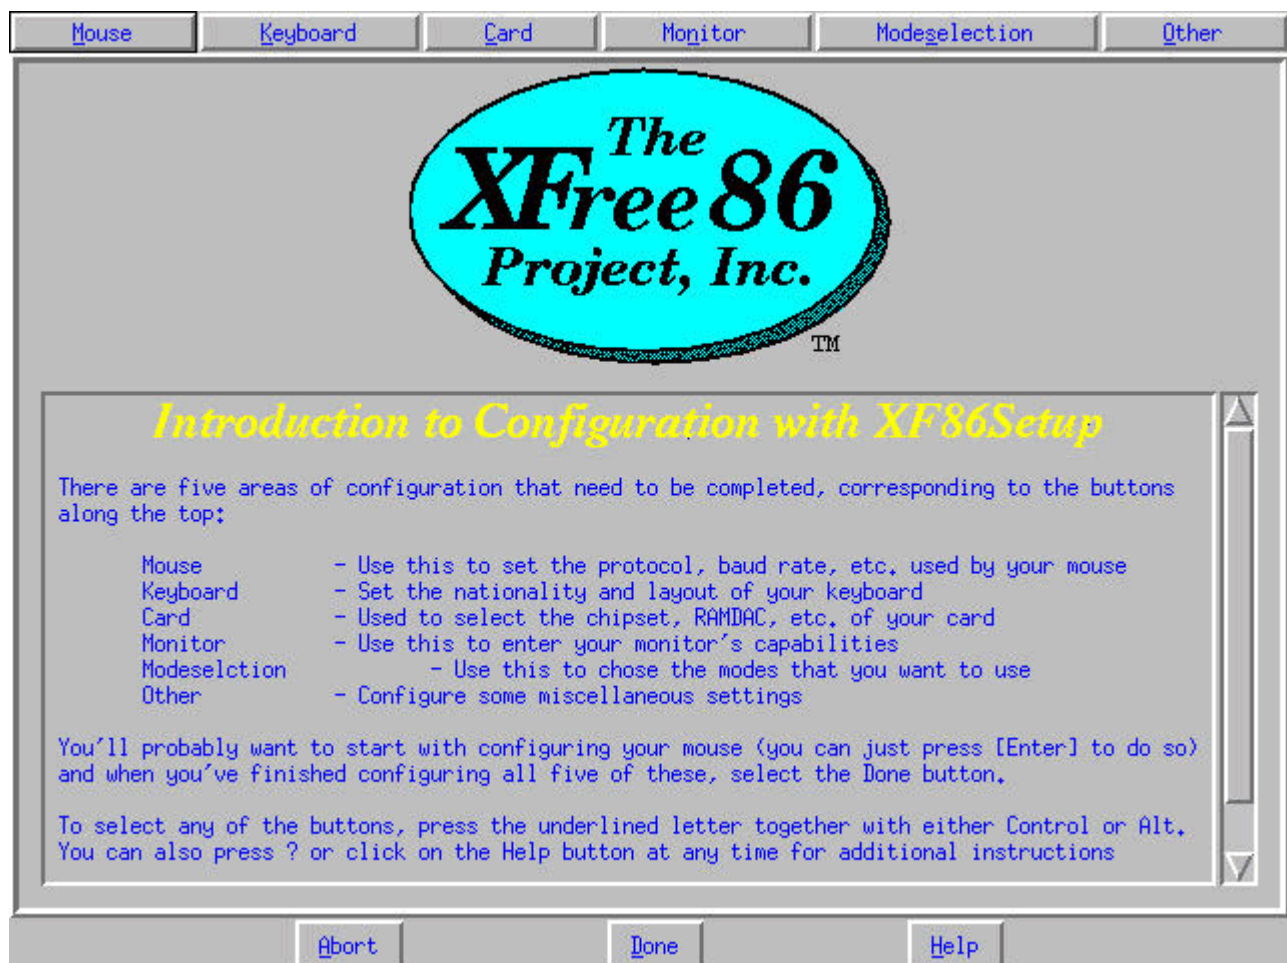 Mouse Keyboard Card Monitor Modeselection Other
The
XFree86
Project, Inc.
TM
Introduction to Configuration with XF86Setup
There are five areas of configuration that need to be completed, corresponding to the buttons
along the top:
Mouse - Use this to set the protocol, baud rate, etc. used by your mouse
Keyboard - Set the nationality and layout of your keyboard
Card - Used to select the chipset, RAMDAC, etc. of your card
Monitor - Use this to enter your monitor's capabilities
Modeselction - Use this to chose the modes that you want to use
Other - Configure some miscellaneous settings
You'll probably want to start with configuring your mouse (you can just press [Enter] to do so)
and when you've finished configuring all five of these, select the Done button.
To select any of the buttons, press the underlined letter together with either Control or Alt.
You can also press ? or click on the Help button at any time for additional instructions
Abort Done Help